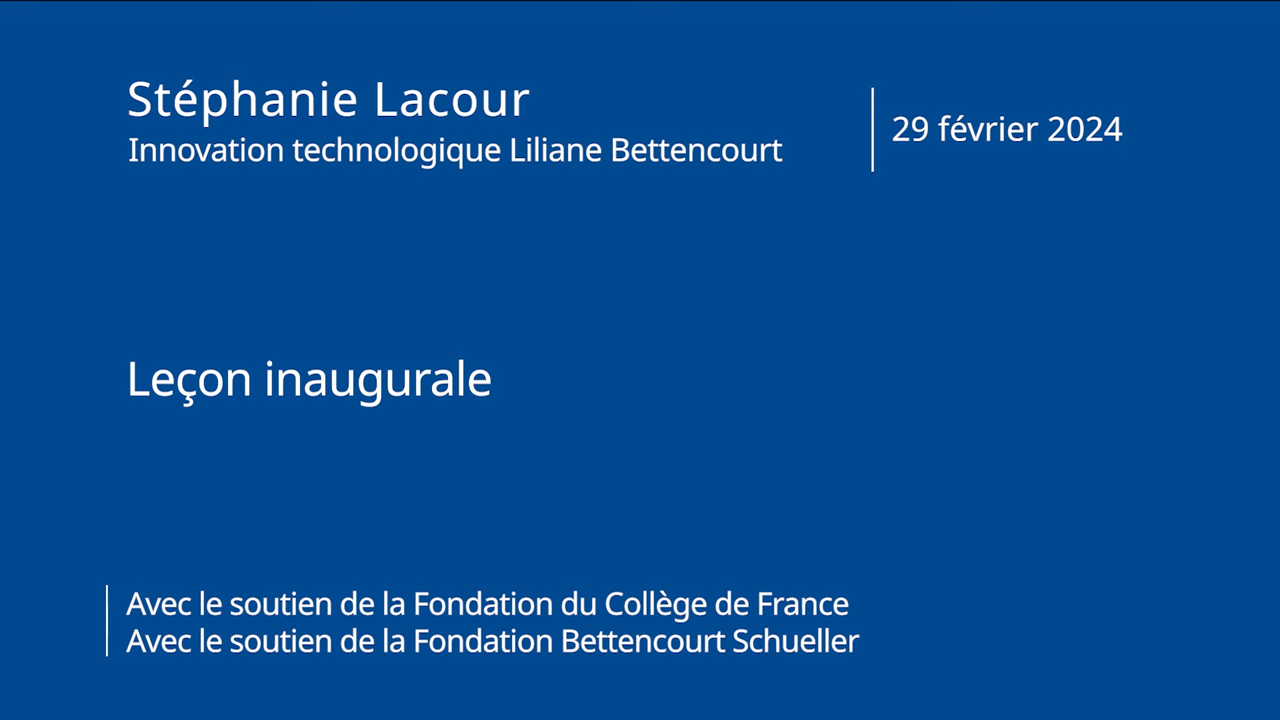 Stéphanie Lacour
Innovation technologique Liliane Bettencourt
29 février 2024
Leçon inaugurale
Avec le soutien de la Fondation du Collège de France
Avec le soutien de la Fondation Bettencourt Schueller